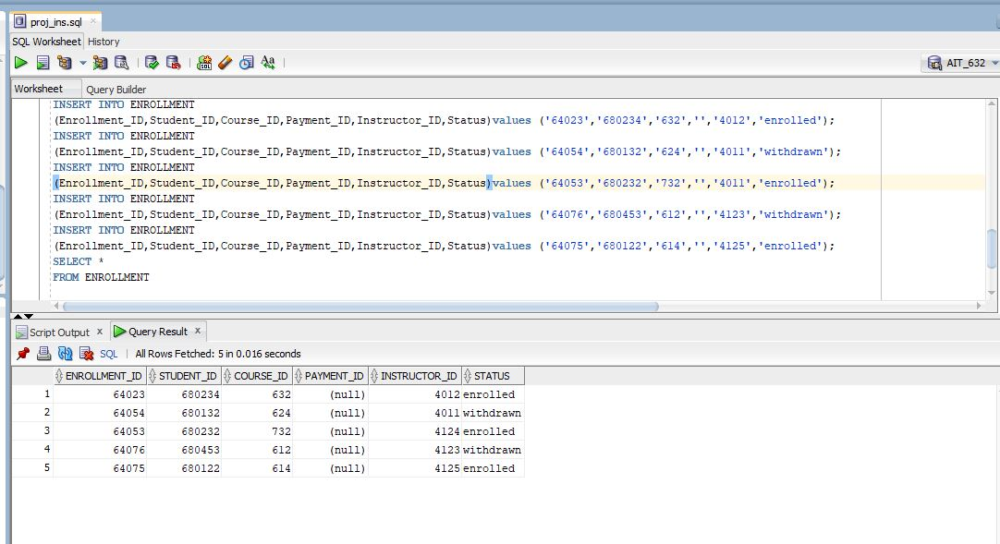 proj_ins.sql
SQL Worksheet History
AIT_632
Worksheet Query Builder
INSERT INTO ENROLLMENT
(Enrollment_ID,Student_ID,Course_ID,Payment_ID,Instructor_ID,Status)values ('64023','680234','632','','4012','enrolled');
INSERT INTO ENROLLMENT
(Enrollment_ID,Student_ID,Course_ID,Payment_ID,Instructor_ID,Status)values ('64054','680132','624','','4011','withdrawn');
INSERT INTO ENROLLMENT
(Enrollment_ID,Student_ID,Course_ID,Payment_ID,Instructor_ID,Status)values ('64053','680232','732','','4011','enrolled');
INSERT INTO ENROLLMENT
(Enrollment_ID,Student_ID,Course_ID,Payment_ID,Instructor_ID,Status)values ('64076','680453','612','','4123','withdrawn');
INSERT INTO ENROLLMENT
(Enrollment_ID,Student_ID,Course_ID,Payment_ID,Instructor_ID,Status)values ('64075','680122','614','','4125','enrolled');
SELECT *
FROM ENROLLMENT
Script Output x Query Result x
SQL | All Rows Fetched: 5 in 0.016 seconds
ENROLLMENT_ID STUDENT_ID COURSE_ID PAYMENT_ID INSTRUCTOR_ID STATUS
1 64023 680234 632 (null) 4012 enrolled
2 64054 680132 624 (null) 4011 withdrawn
3 64053 680232 732 (null) 4124 enrolled
4 64076 680453 612 (null) 4123 withdrawn
5 64075 680122 614 (null) 4125 enrolled